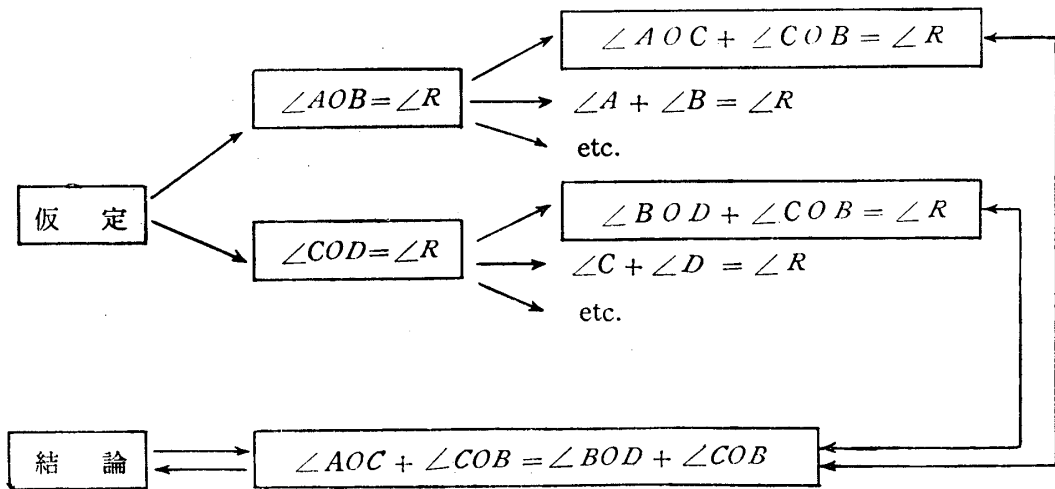 ∠AOC + ∠COB = ∠R
∠AOB = ∠R
∠A + ∠B = ∠R
etc.
仮 定
∠BOD + ∠COB = ∠R
∠COD = ∠R
∠C + ∠D = ∠R
etc.
結 論
∠AOC + ∠COB = ∠BOD + ∠COB